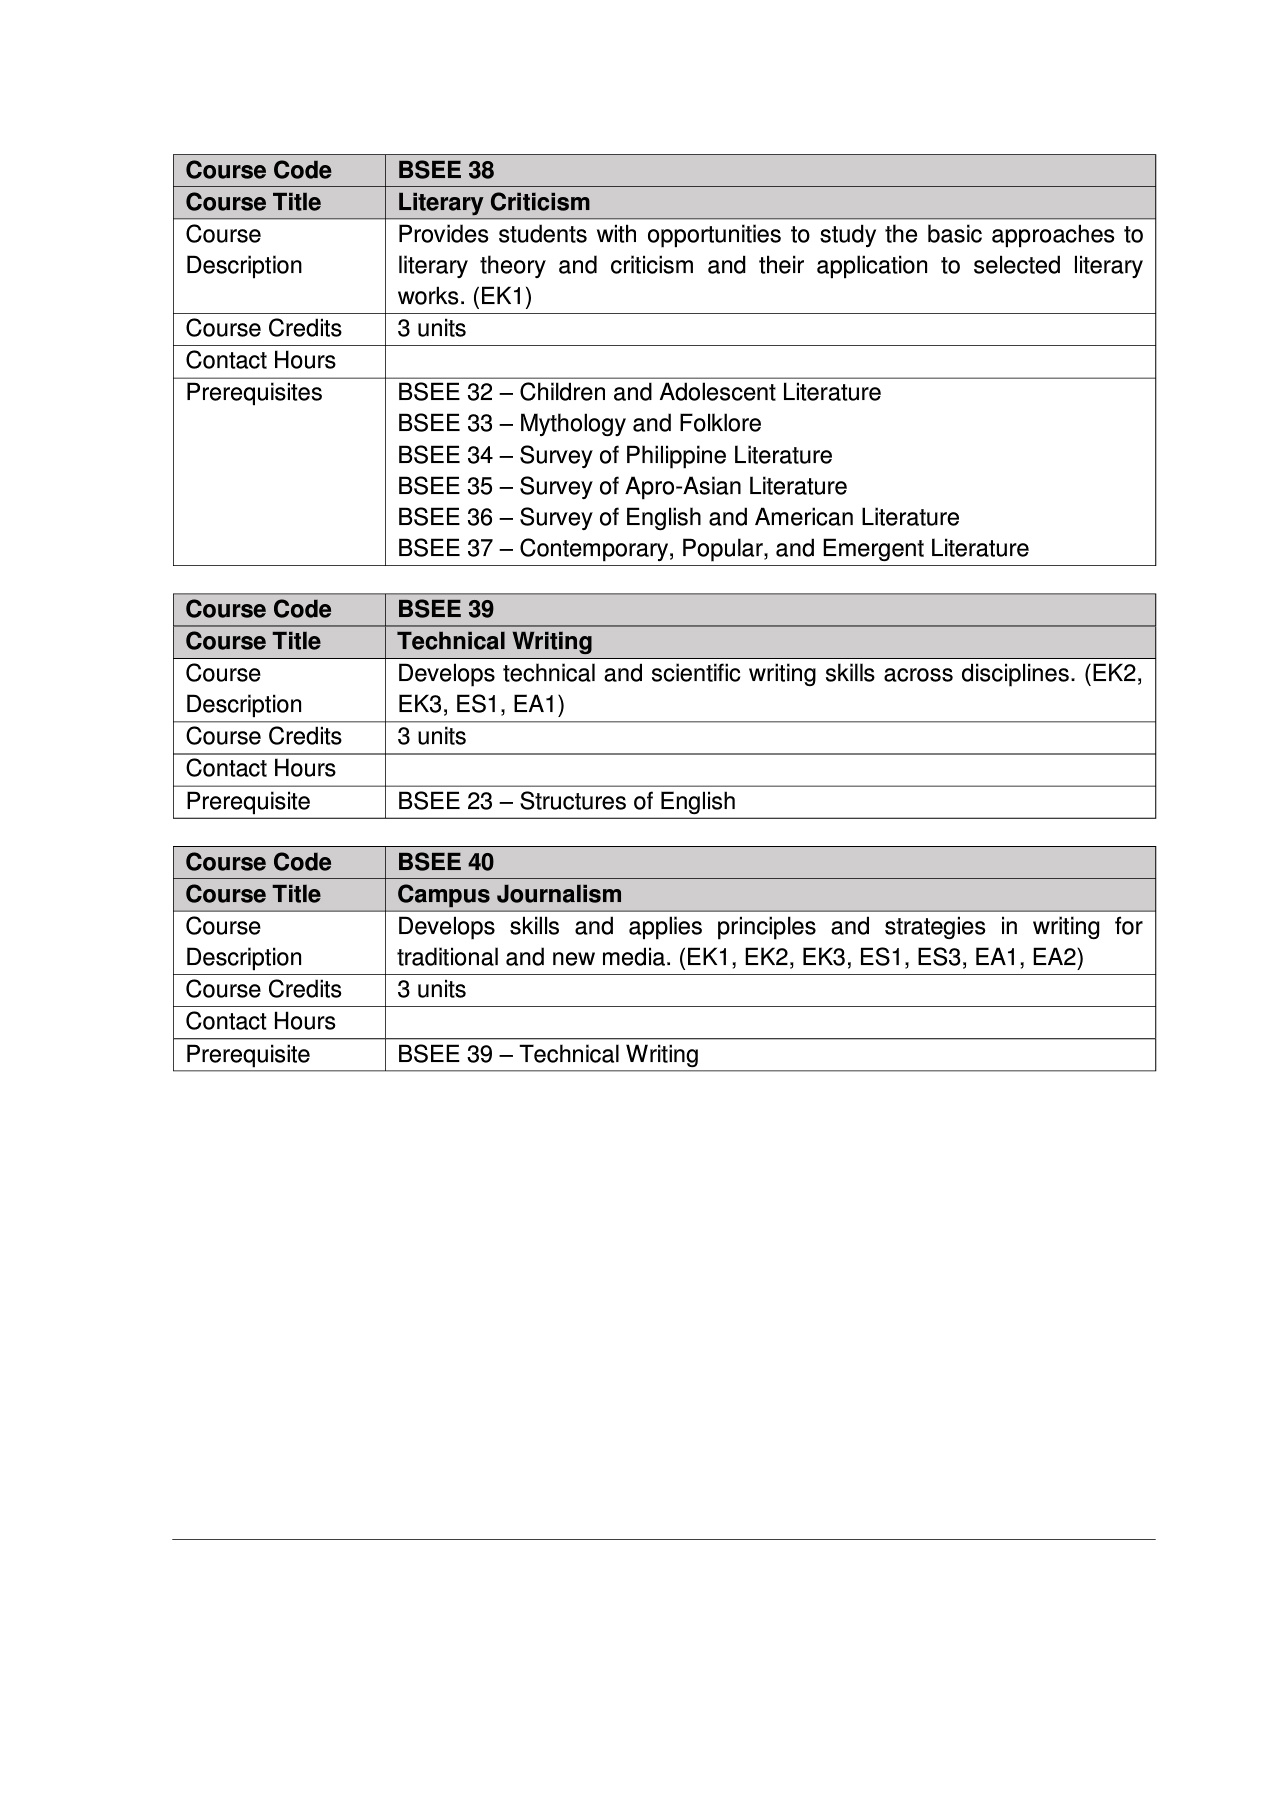 Course Code BSEE 38
Course Title Literary Criticism
Course Provides students with opportunities to study the basic approaches to
Description literary theory and criticism and their application to selected literary
works. (EK1)
Course Credits 3 units
Contact Hours
Prerequisites BSEE 32 – Children and Adolescent Literature
BSEE 33 – Mythology and Folklore
BSEE 34 – Survey of Philippine Literature
BSEE 35 – Survey of Apro-Asian Literature
BSEE 36 – Survey of English and American Literature
BSEE 37 – Contemporary, Popular, and Emergent Literature
Course Code BSEE 39
Course Title Technical Writing
Course Develops technical and scientific writing skills across disciplines. (EK2,
Description EK3, ES1, EA1)
Course Credits 3 units
Contact Hours
Prerequisite BSEE 23 – Structures of English
Course Code BSEE 40
Course Title Campus Journalism
Course Develops skills and applies principles and strategies in writing for
Description traditional and new media. (EK1, EK2, EK3, ES1, ES3, EA1, EA2)
Course Credits 3 units
Contact Hours
Prerequisite BSEE 39 – Technical Writing